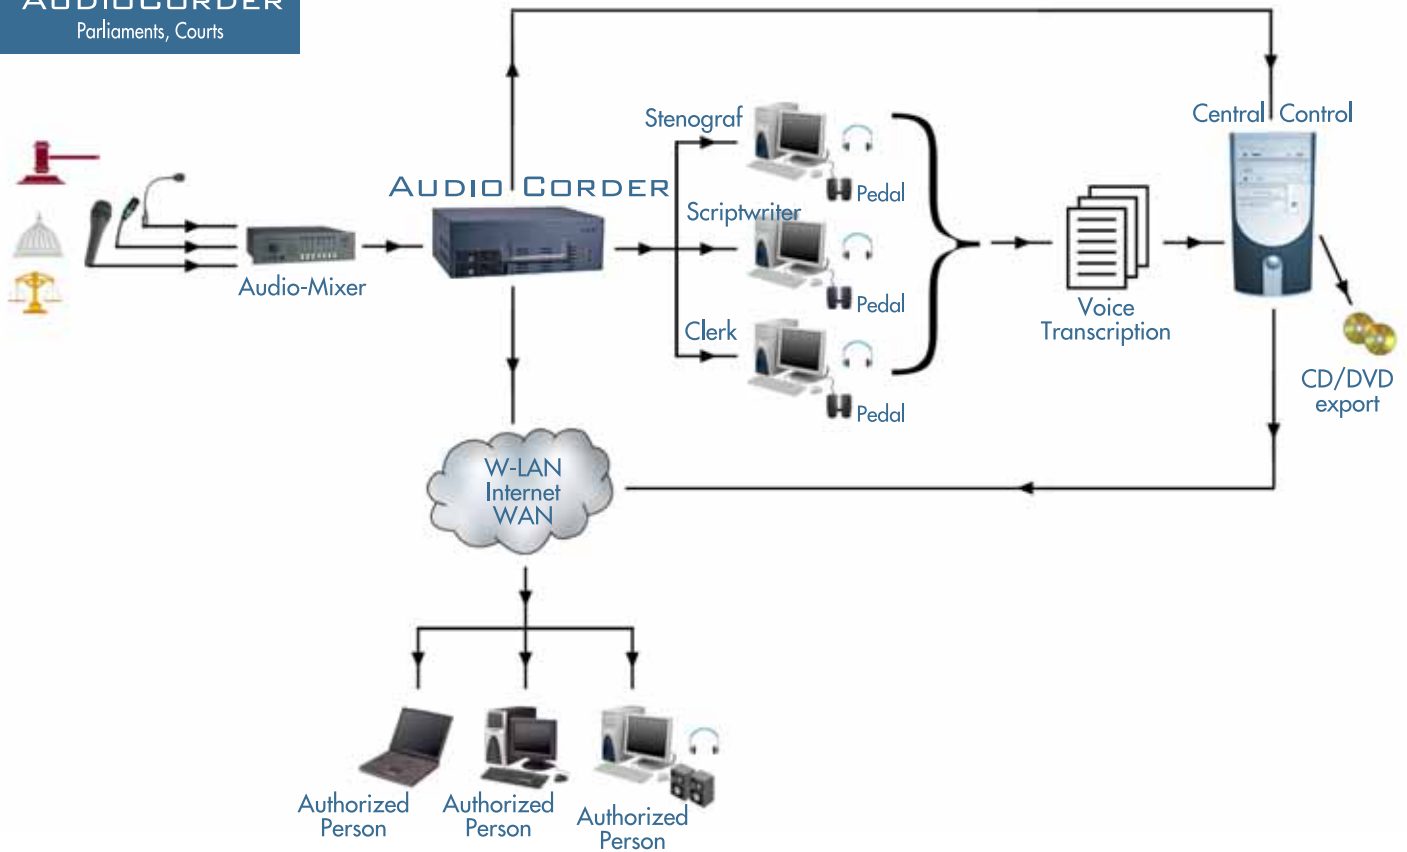 AUDIOCORDER
Parliaments, Courts
Stenograf
Central Control
AUDIO CORDER
Pedal
Scriptwriter
Audio-Mixer
Pedal
Voice
Transcription
Clerk
CD/DVD
export
Pedal
W-LAN
Internet
WAN
Authorized
Person
Authorized
Person
Authorized
Person